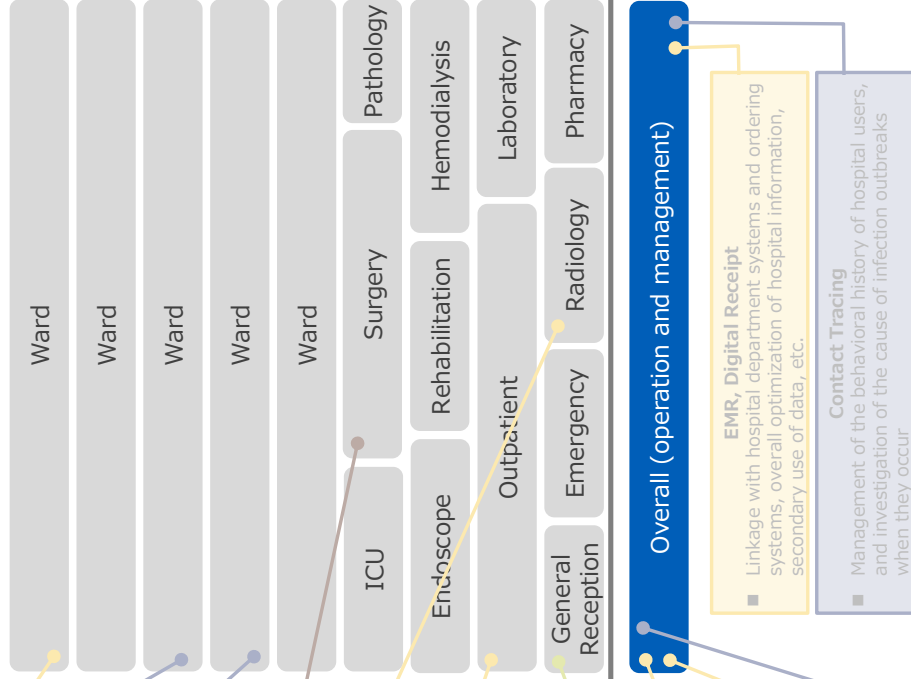 Ward
Ward
Ward
Ward
Ward
Pathology
Surgery
ICU
Hemodialysis
Rehabilitation
Endoscope
Laboratory
Outpatient
Pharmacy
Radiology
Emergency
General
Reception
Overall (operation and management)
EMR, Digital Receipt
■ Linkage with hospital department systems and ordering
systems, overall optimization of hospital information,
secondary use of data, etc.
Contact Tracing
■ Management of the behavioral history of hospital users,
and investigation of the cause of infection outbreaks
when they occur